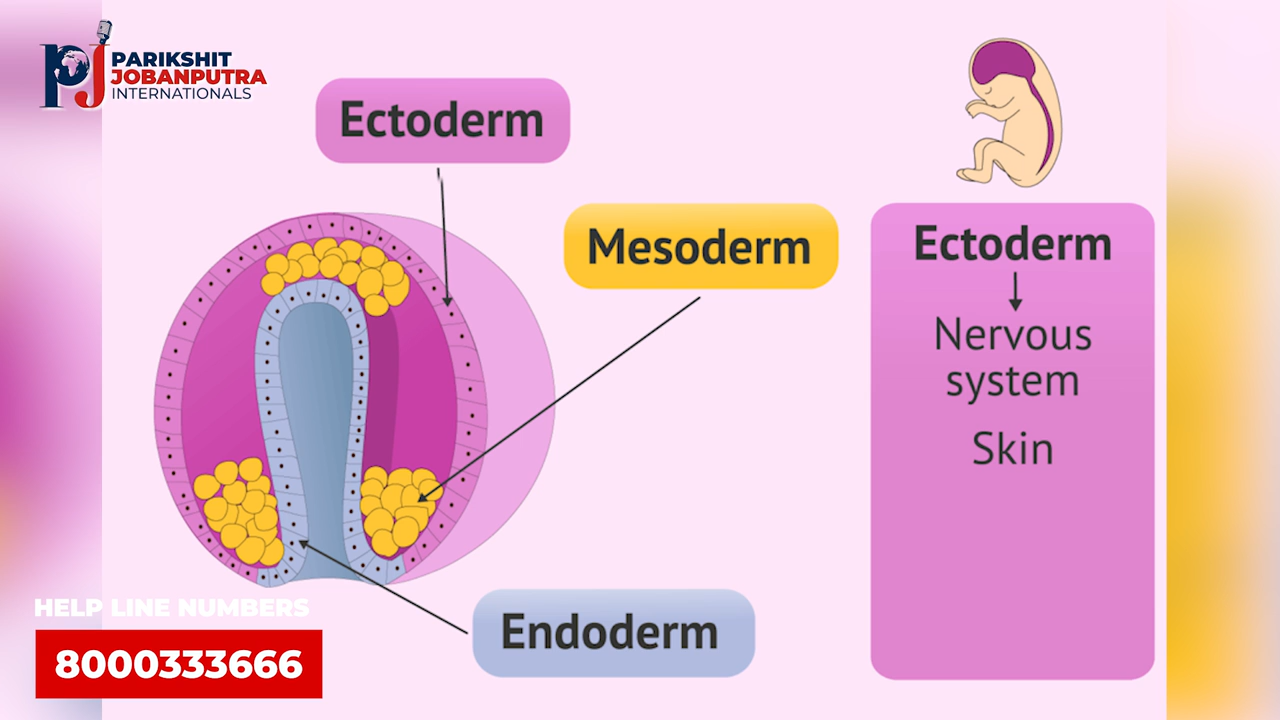 PARIKSHIT
JOBANPUTRA
INTERNATIONALS
Ectoderm
Mesoderm
Endoderm
Ectoderm
Nervous
system
Skin
HELP LINE NUMBERS
8000333666